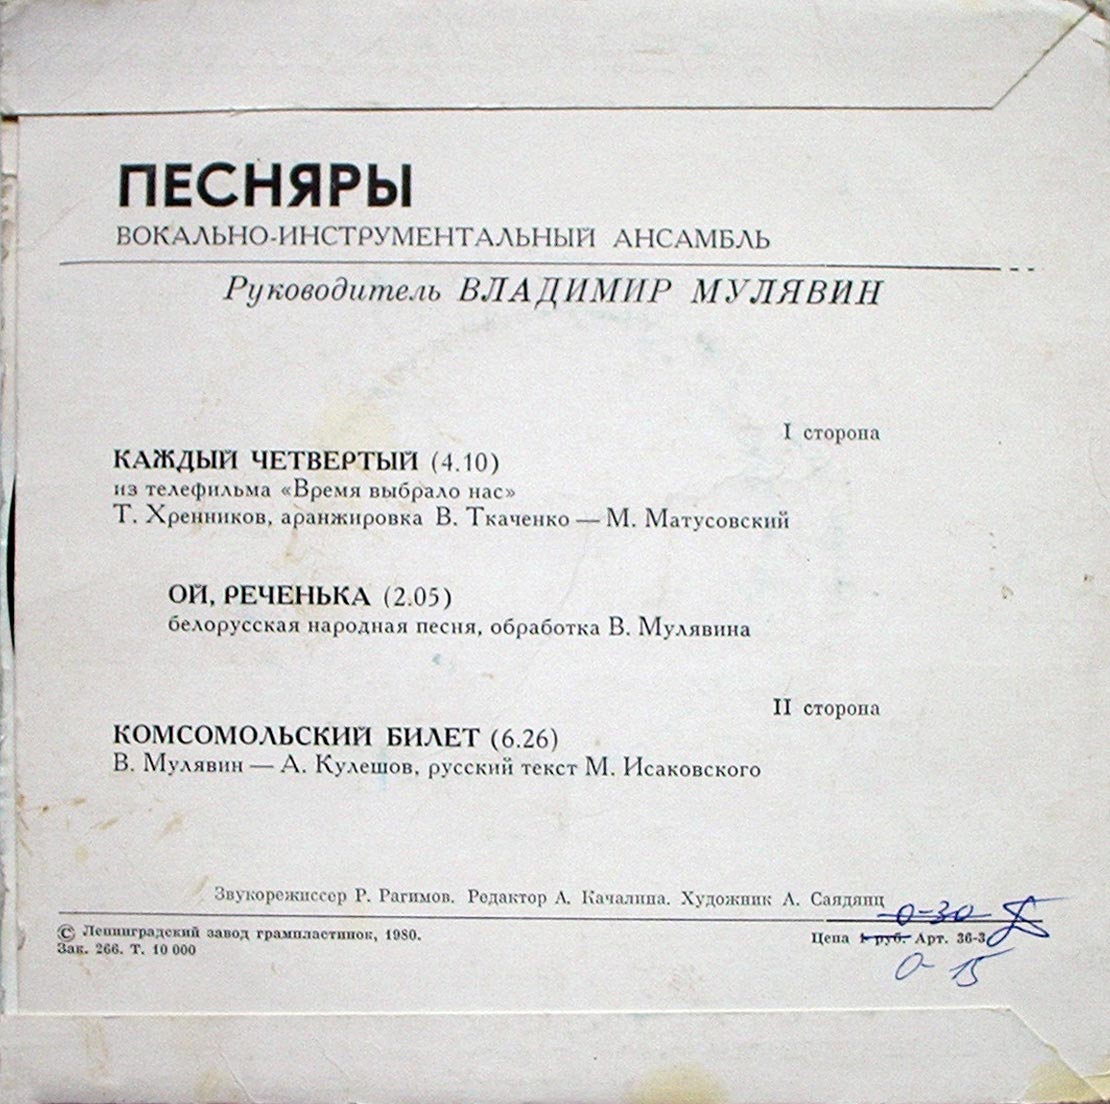 ПЕСНЯРЫ
ВОКАЛЬНО-ИНСТРУМЕНТАЛЬНЫЙ АНСАМБЛЬ
Руководитель ВЛАДИМИР МУЛЯВИН
I сторона
КАЖДЫЙ ЧЕТВЕРТЫЙ (4.10)
из телефильма «Время выбрало нас»
Т. Хренников, аранжировка В. Ткаченко — М. Матусовский
ОЙ, РЕЧЕНЬКА (2.05)
белорусская народная песня, обработка В. Мулявина
II сторона
КОМСОМОЛЬСКИЙ БИЛЕТ (6.26)
В. Мулявин — А. Кулешов, русский текст М. Исаковского
Звукорежиссер Р. Рагимов. Редактор А. Качалина. Художник А. Саядянц
0-30
© Ленинградский завод грампластинок, 1980.
Цена 1 руб. Арт. 36-3
Зак. 266. Т. 10 000
0-15